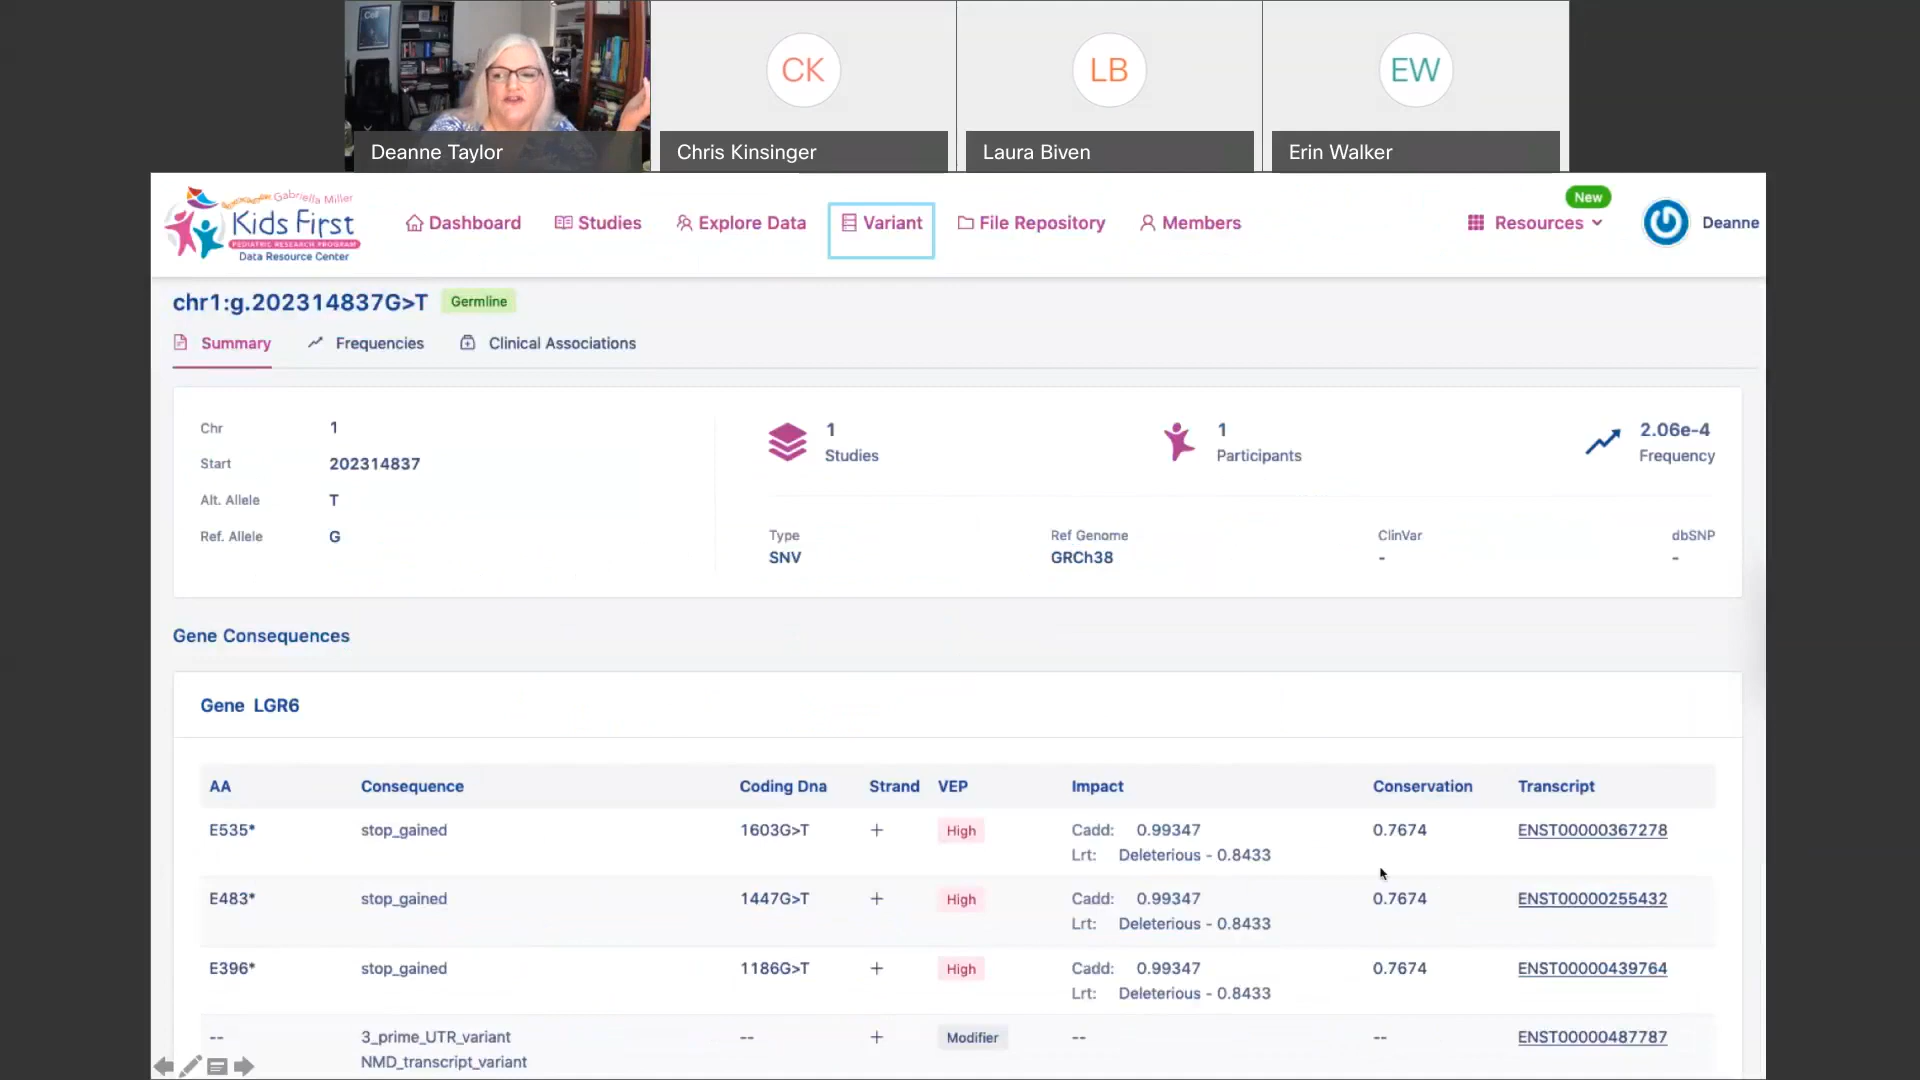 Cell
CK
LB
EW
Deanne Taylor
Chris Kinsinger
Laura Biven
Erin Walker
Gabriella Miller
Kids First
PEDIATRIC RESEARCH PROGRAM
Data Resource Center
Dashboard
Studies
Explore Data
Variant
File Repository
Members
New
Resources
Deanne
chr1:g.202314837G>T
Germline
Summary
Frequencies
Clinical Associations
Chr 1
Start 202314837
Alt. Allele T
Ref. Allele G
1
Studies
1
Participants
2.06e-4
Frequency
Type
SNV
Ref Genome
GRCh38
ClinVar
-
dbSNP
-
Gene Consequences
Gene LGR6
AA Consequence Coding Dna Strand VEP Impact Conservation Transcript
E535* stop_gained 1603G>T + High Cadd: 0.99347 0.7674 ENST00000367278
Lrt: Deleterious - 0.8433
E483* stop_gained 1447G>T + High Cadd: 0.99347 0.7674 ENST00000255432
Lrt: Deleterious - 0.8433
E396* stop_gained 1186G>T + High Cadd: 0.99347 0.7674 ENST00000439764
Lrt: Deleterious - 0.8433
-- 3_prime_UTR_variant -- + Modifier -- -- ENST00000487787
NMD_transcript_variant